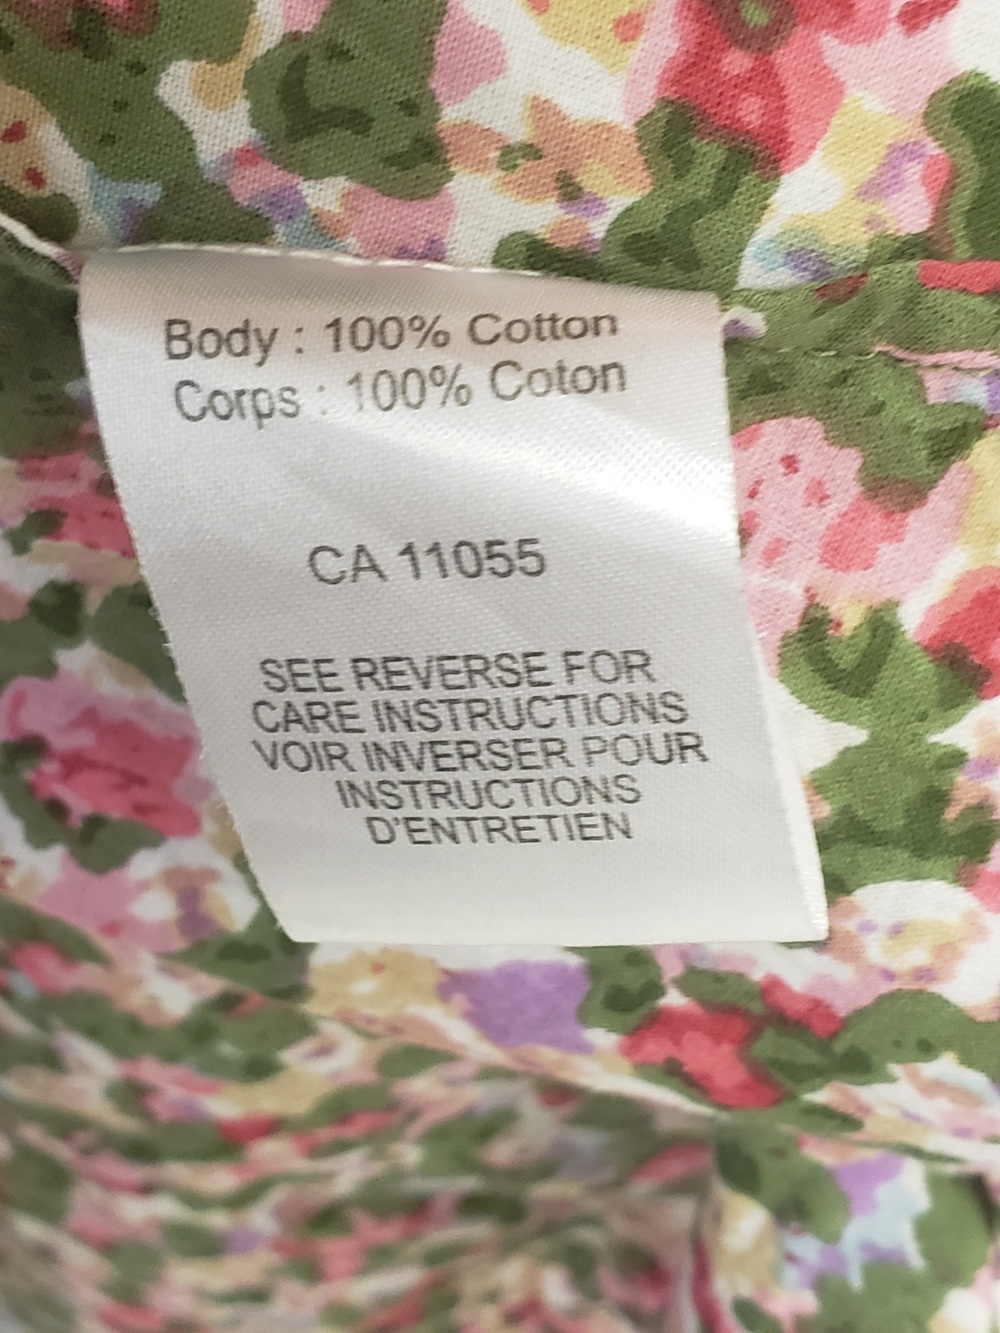 Body : 100% Cotton
Corps : 100% Coton
CA 11055
SEE REVERSE FOR
CARE INSTRUCTIONS
VOIR INVERSER POUR
INSTRUCTIONS
D'ENTRETIEN